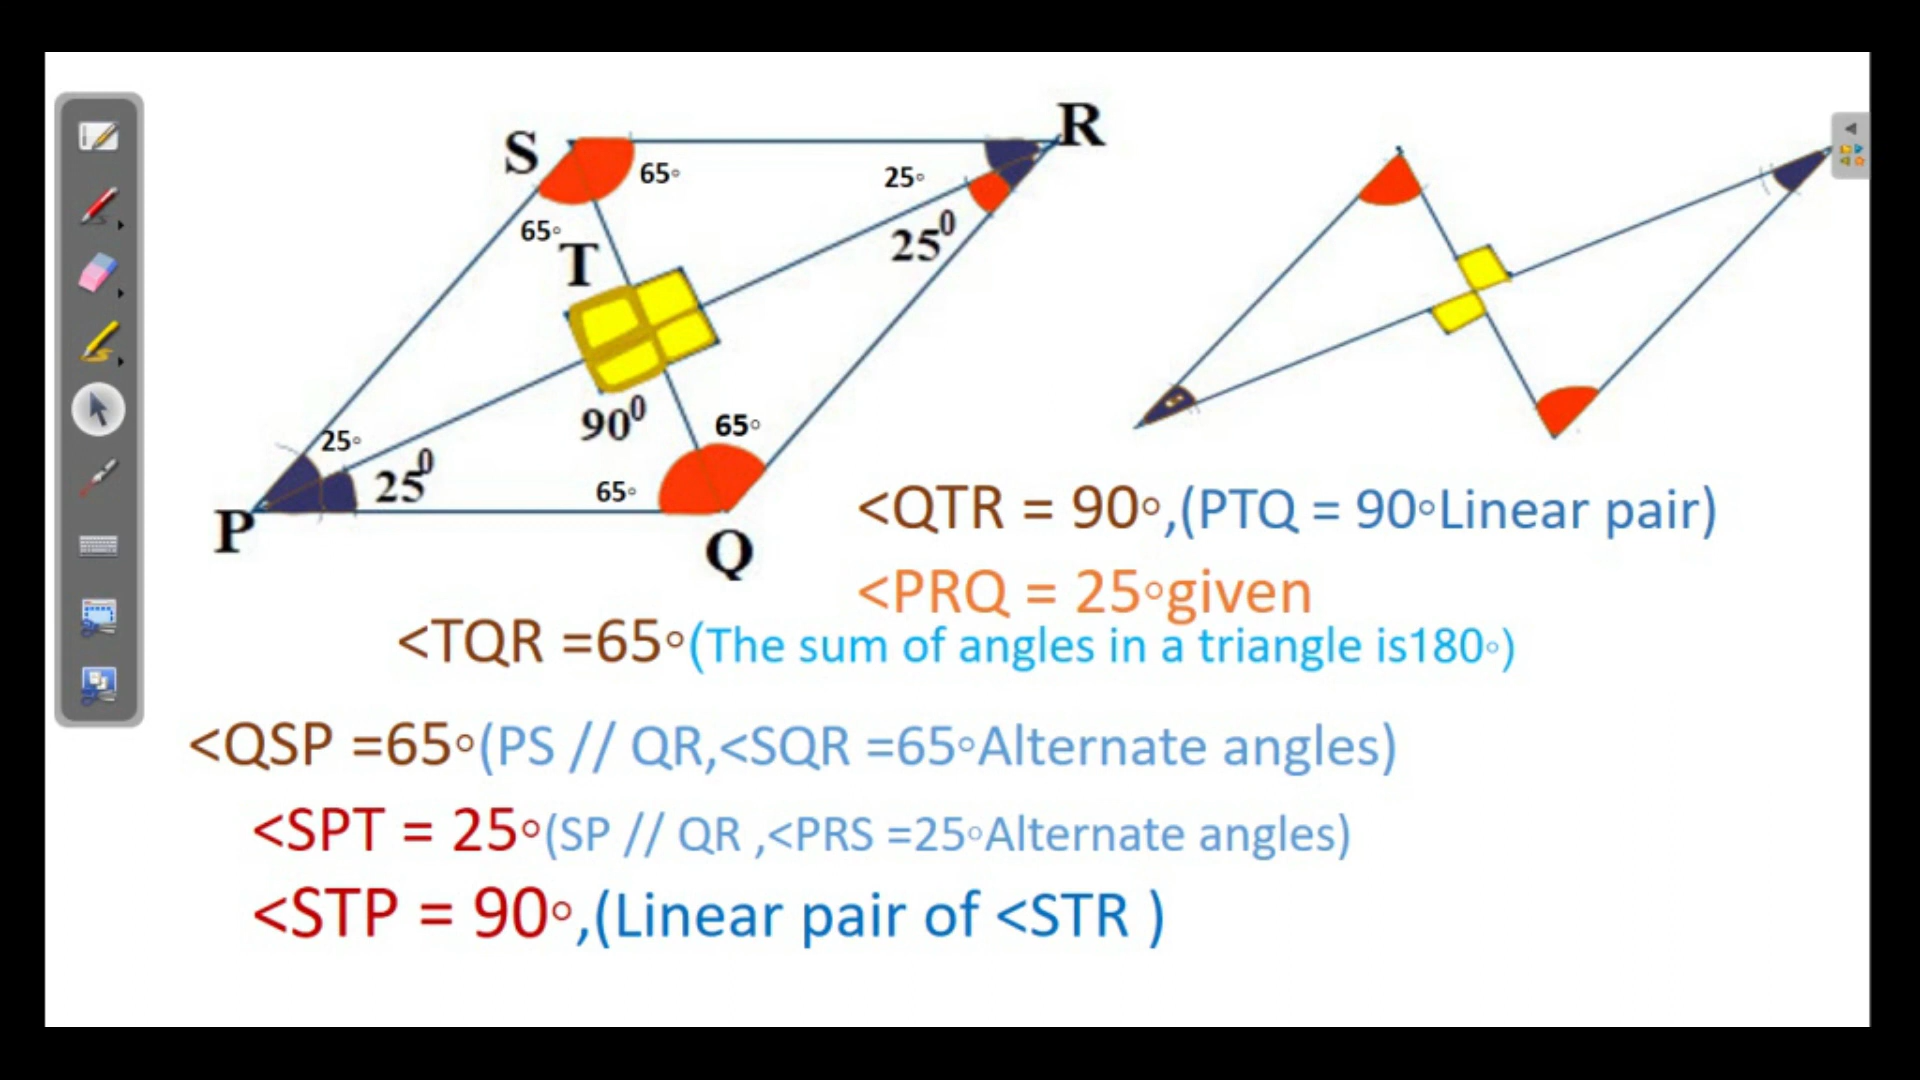 S
R
65°
25°
65°
T
25⁰
90⁰
65°
25°
25⁰
65°
P
Q
<QTR = 90°,(PTQ = 90°Linear pair)
<PRQ = 25°given
<TQR =65°(The sum of angles in a triangle is180°)
<QSP =65°(PS // QR,<SQR =65°Alternate angles)
<SPT = 25°(SP // QR ,<PRS =25°Alternate angles)
<STP = 90°,(Linear pair of <STR )